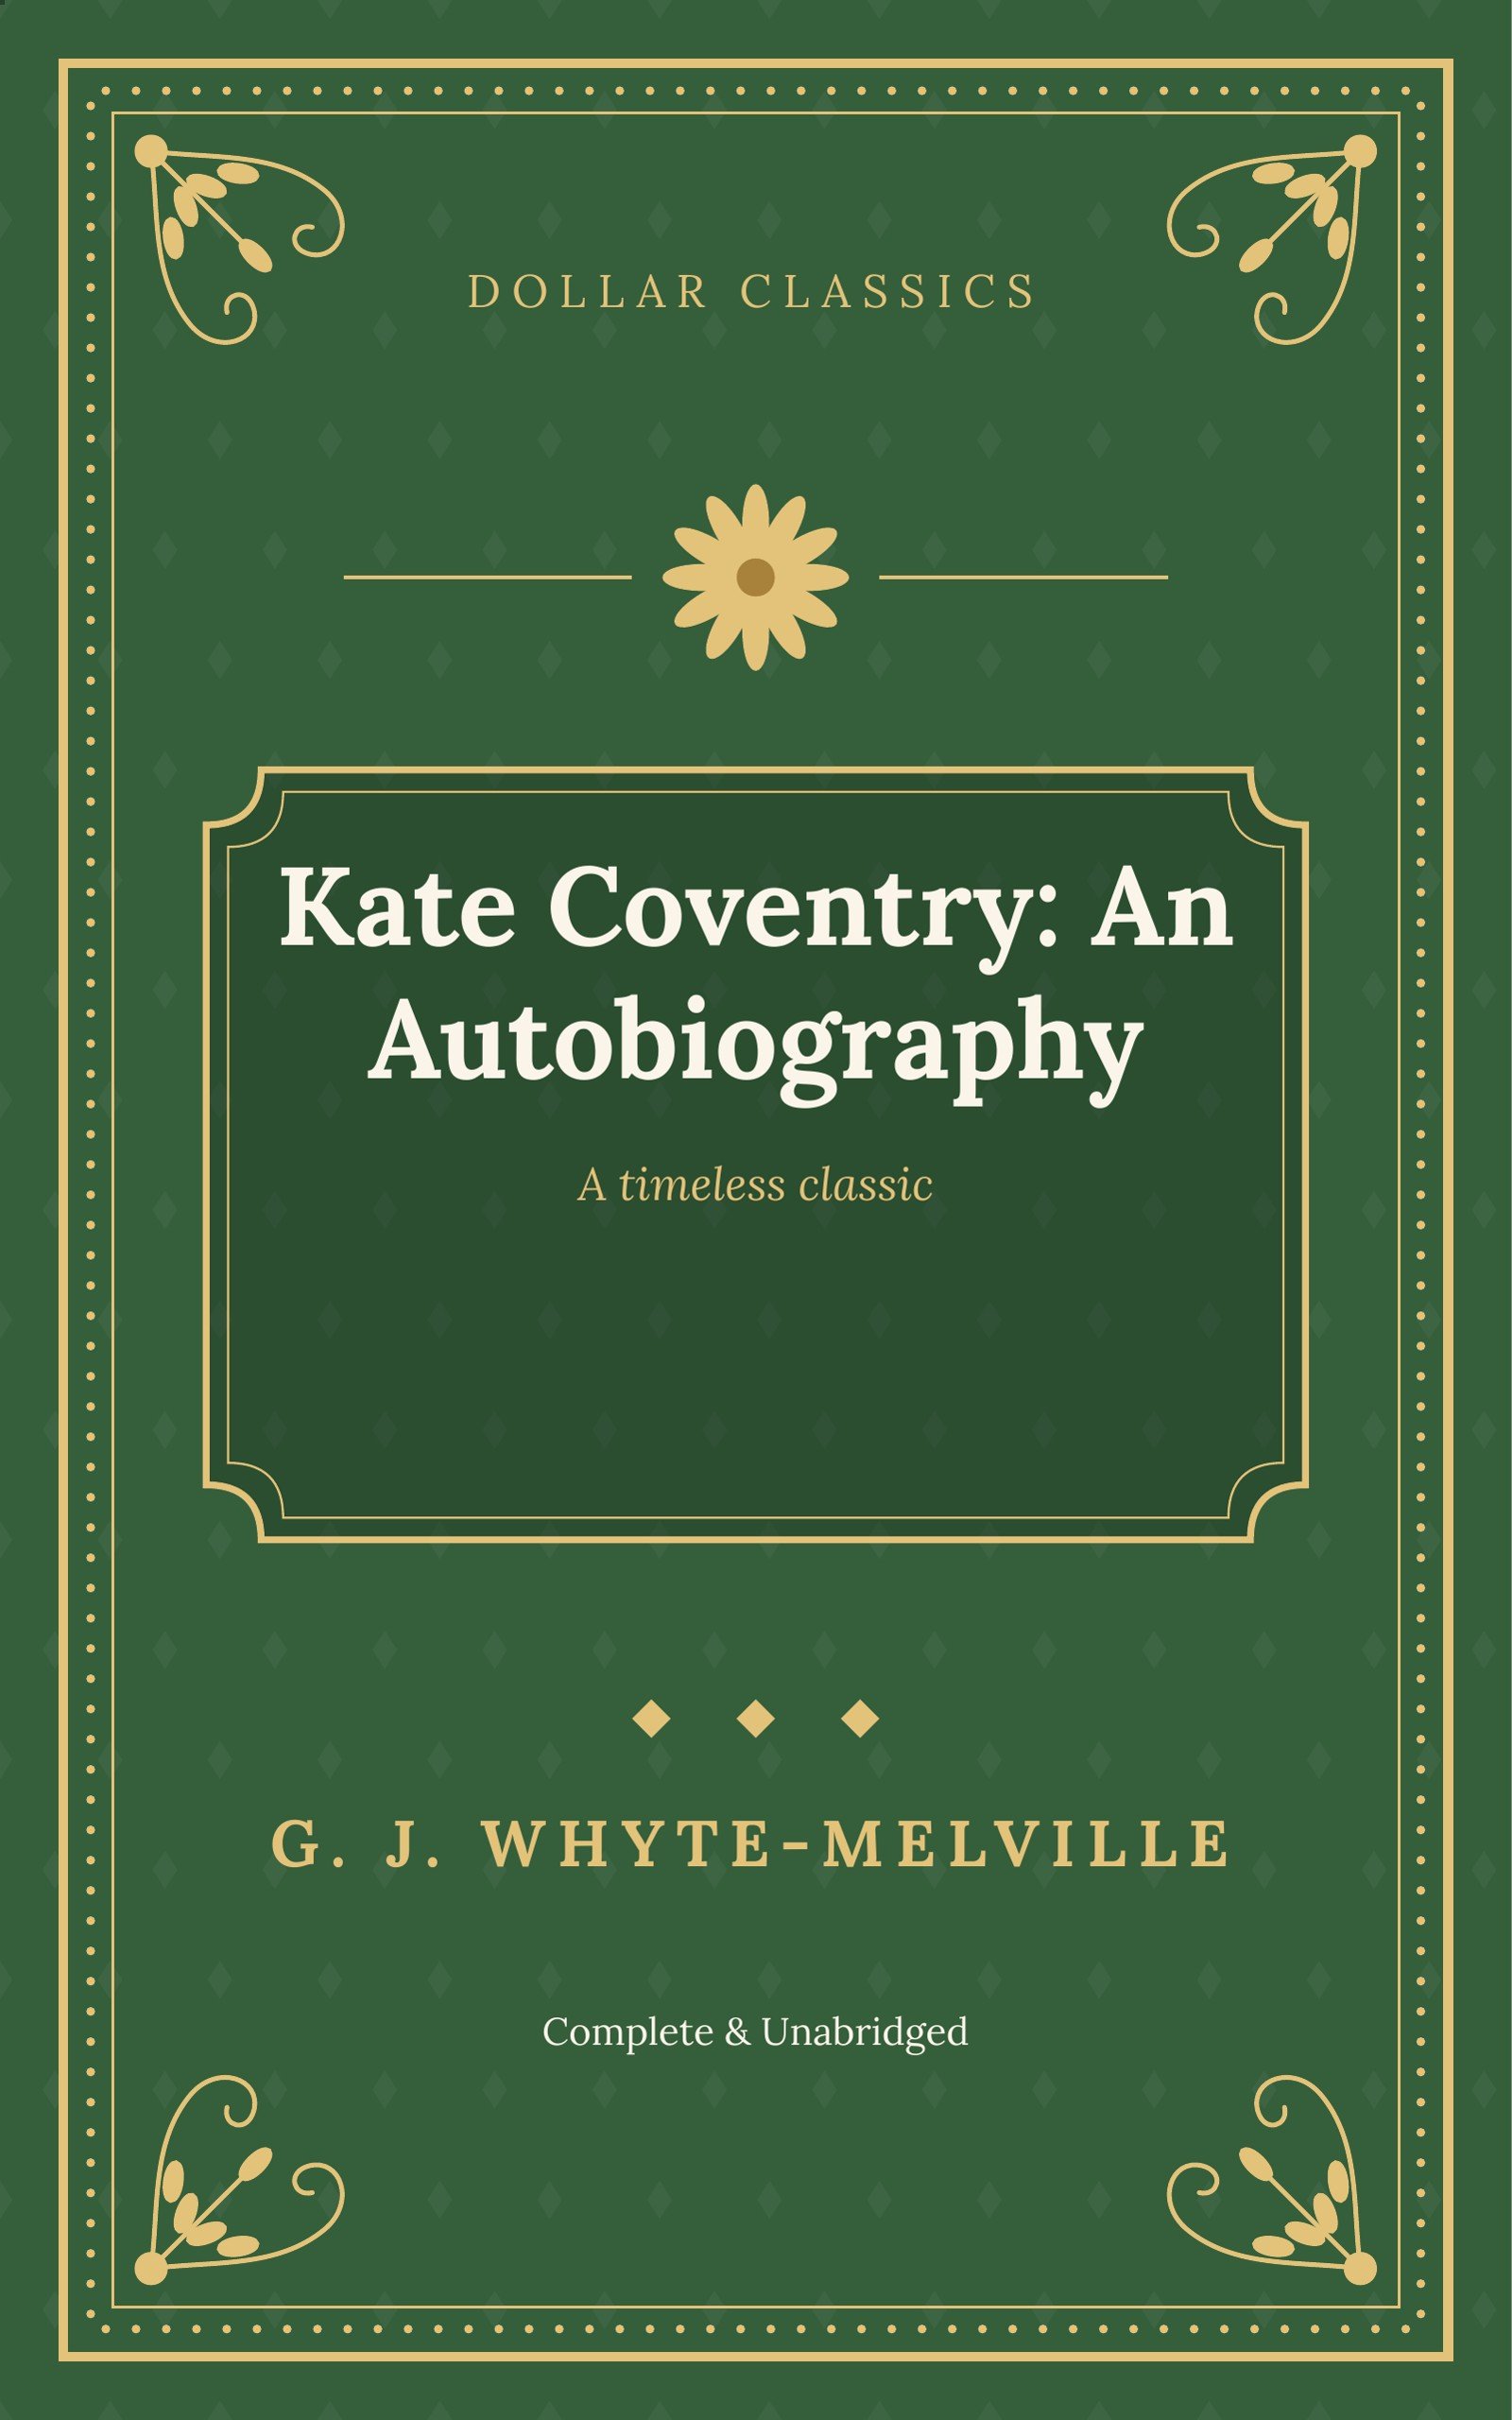 DOLLAR CLASSICS
Kate Coventry: An
Autobiography
A timeless classic
G. J. WHYTE-MELVILLE
Complete & Unabridged